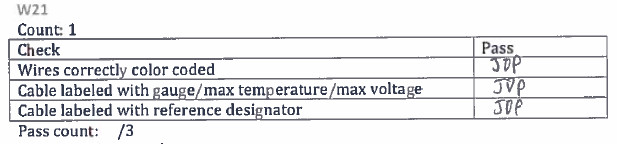 W21
Count: 1
Check Pass
Wires correctly color coded JDP
Cable labeled with gauge/max temperature/max voltage JDP
Cable labeled with reference designator JDP
Pass count: /3